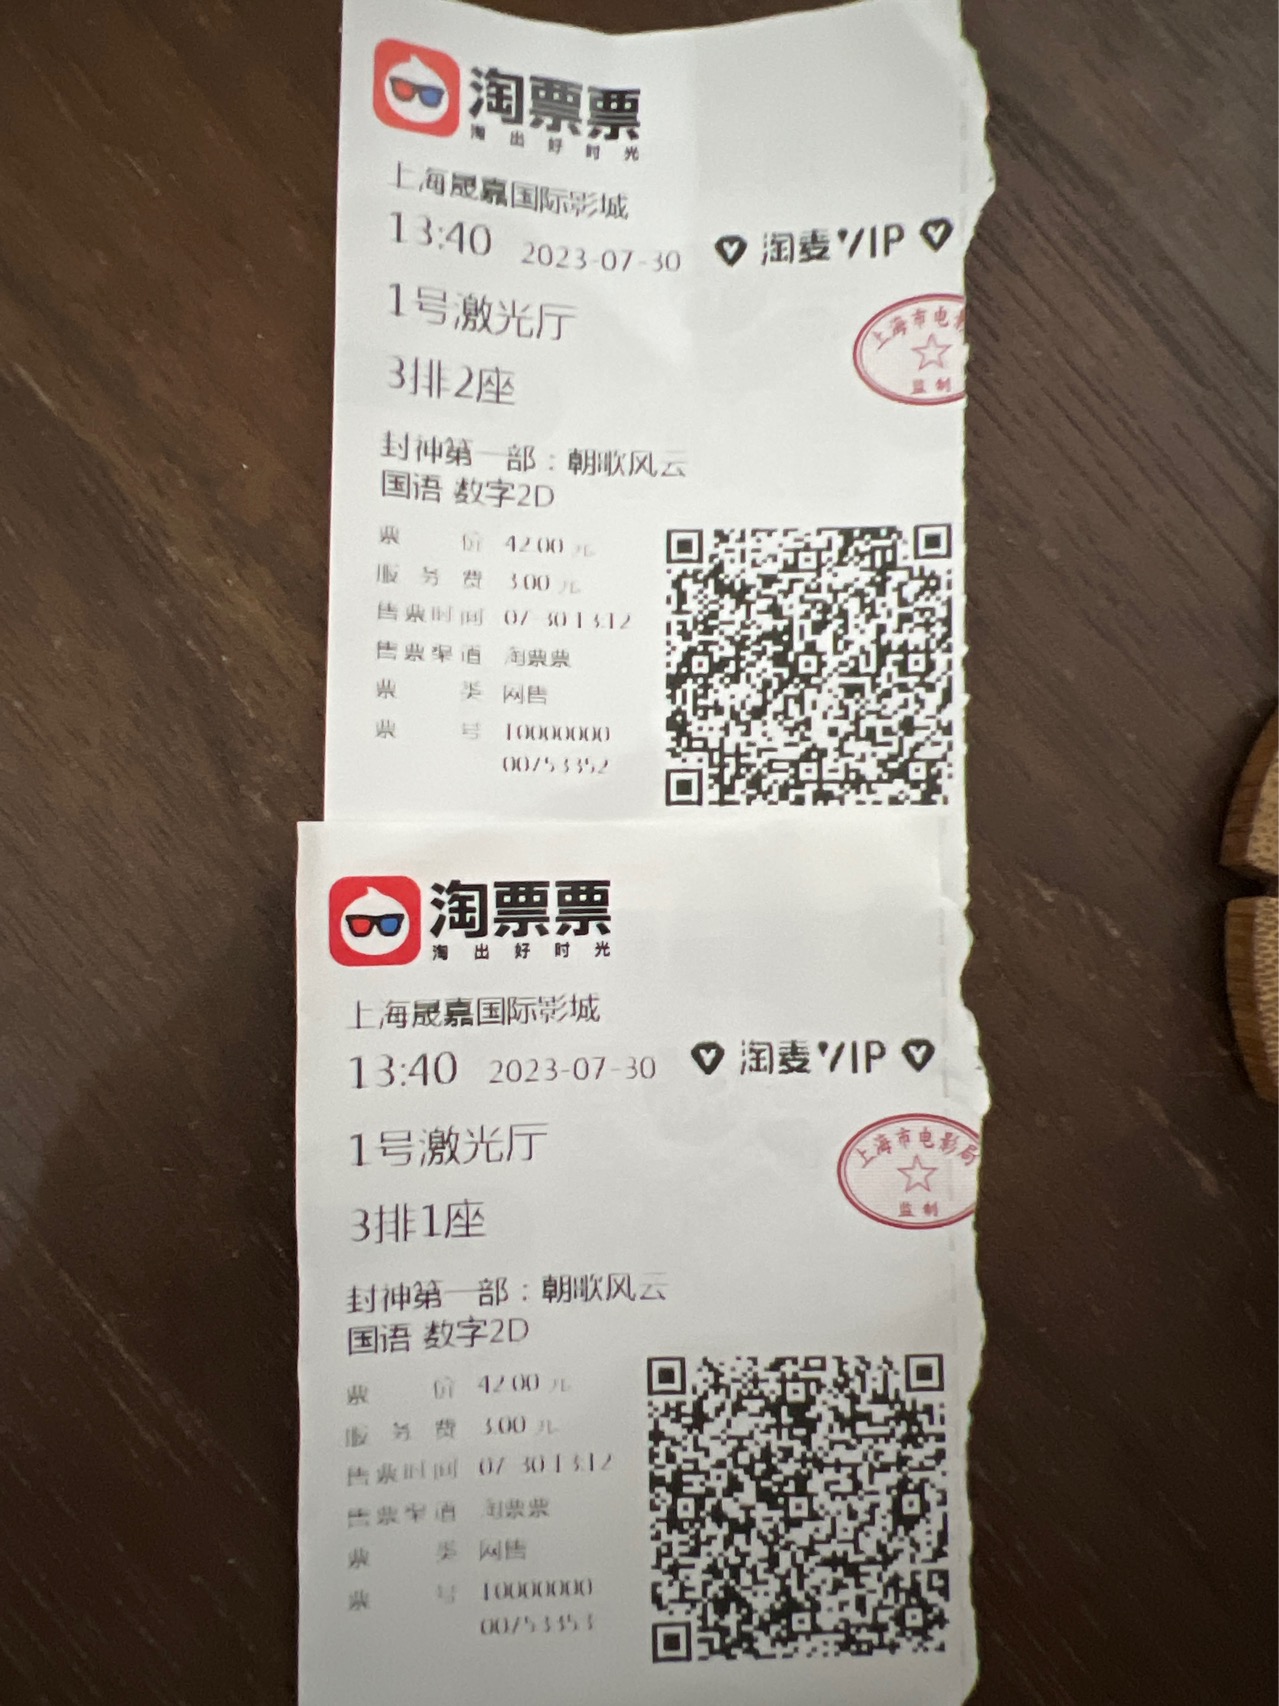 淘票票
淘出好时光
上海晟嘉国际影城
13:40 2023-07-30 淘麦VIP
1号激光厅
上海市电影
监制
3排2座
封神第一部：朝歌风云
国语 数字2D
票价 42.00 元
服务费 3.00 元
售票时间 07-30 13:12
售票渠道 淘票票
票类 网售
票号 10000000
00753352
淘票票
淘出好时光
上海晟嘉国际影城
13:40 2023-07-30 淘麦VIP
1号激光厅
上海市电影局
监制
3排1座
封神第一部：朝歌风云
国语 数字2D
票价 42.00 元
服务费 3.00 元
售票时间 07-30 13:12
售票渠道 淘票票
票类 网售
票号 10000000
00753353